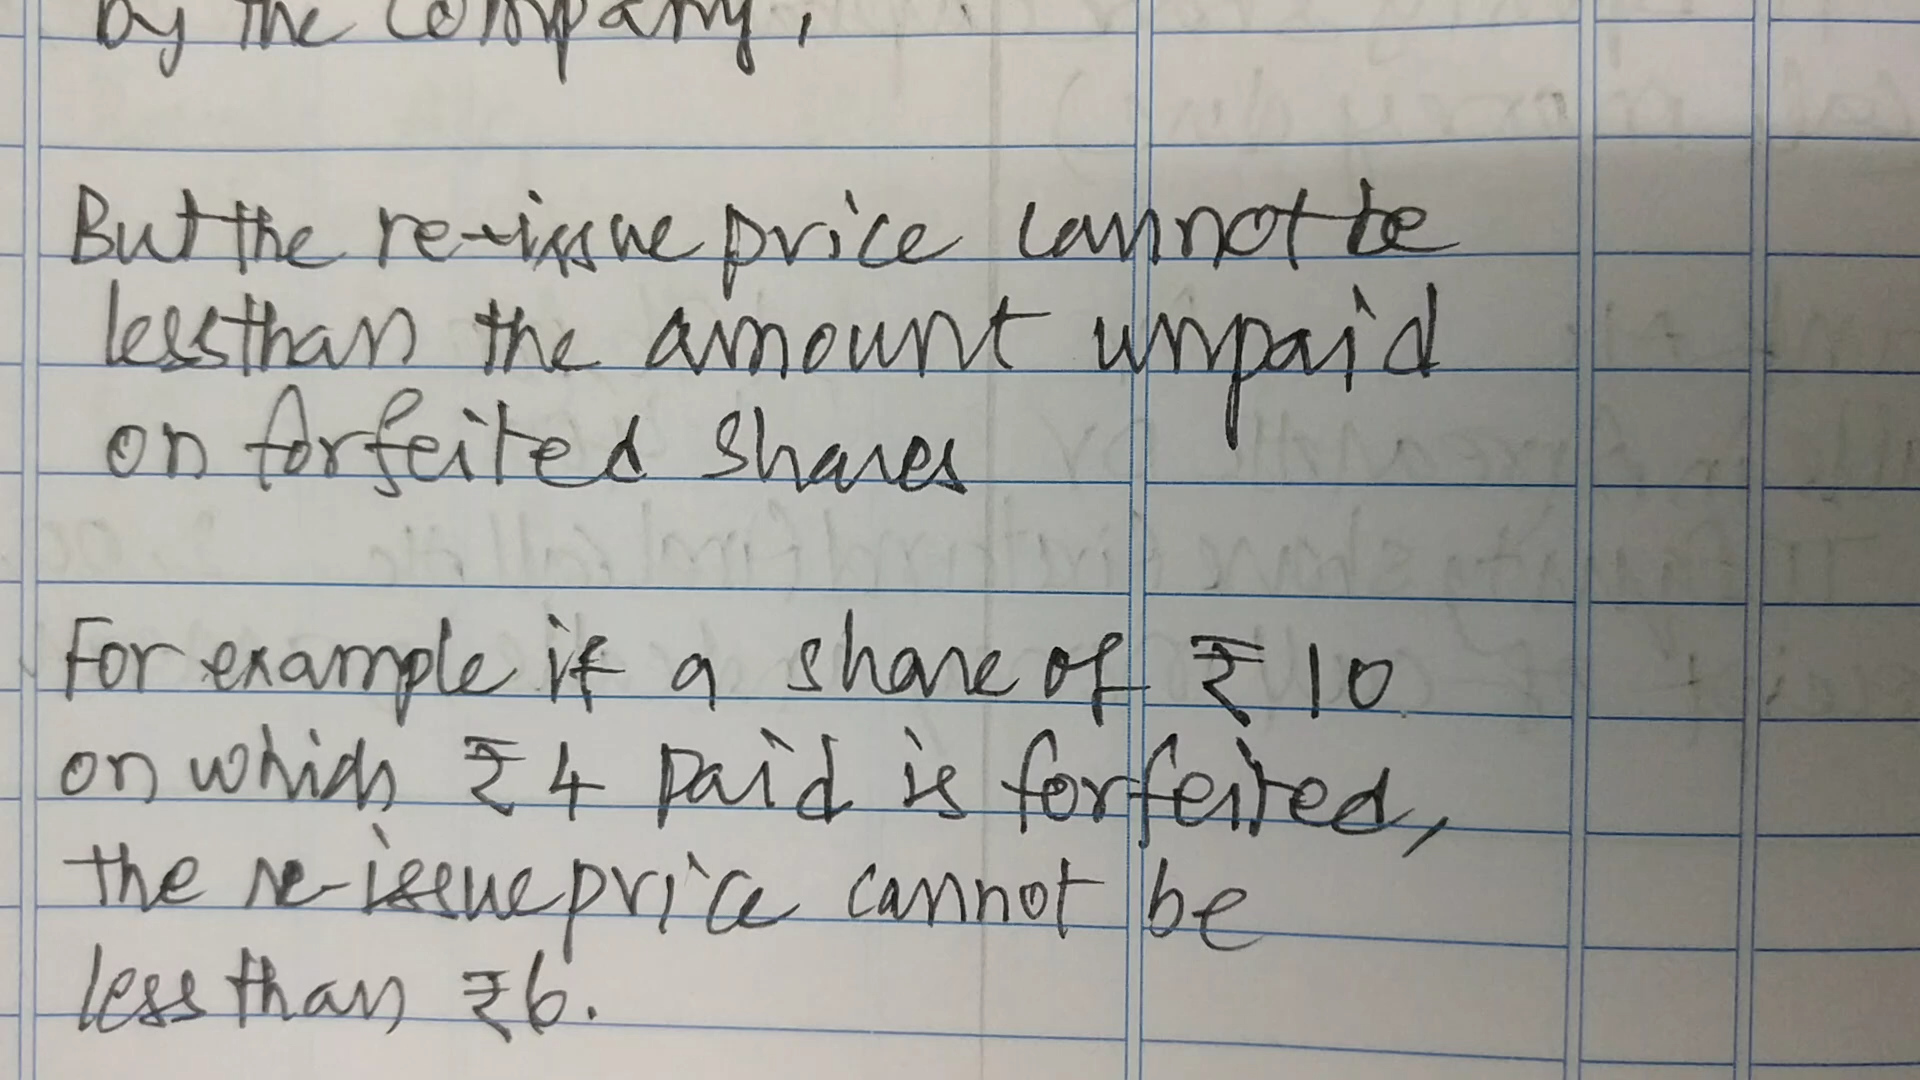 by the company.
But the re-issue price cannot be
less than the amount unpaid
on forfeited shares
For example if a share of ₹10
on which ₹4 paid is forfeited,
the re-issue price cannot be
less than ₹6.